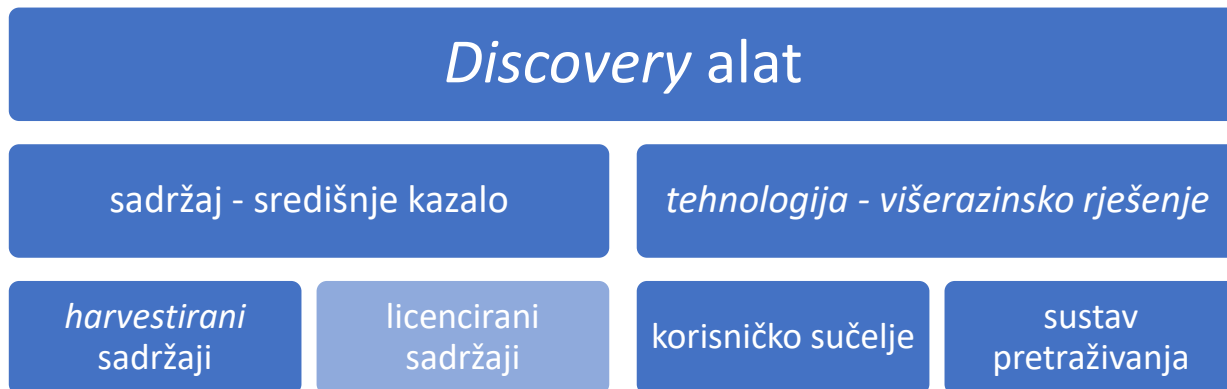 Discovery alat
sadržaj - središnje kazalo
tehnologija - višerazinsko rješenje
harvestirani
sadržaji
licencirani
sadržaji
korisničko sučelje
sustav
pretraživanja